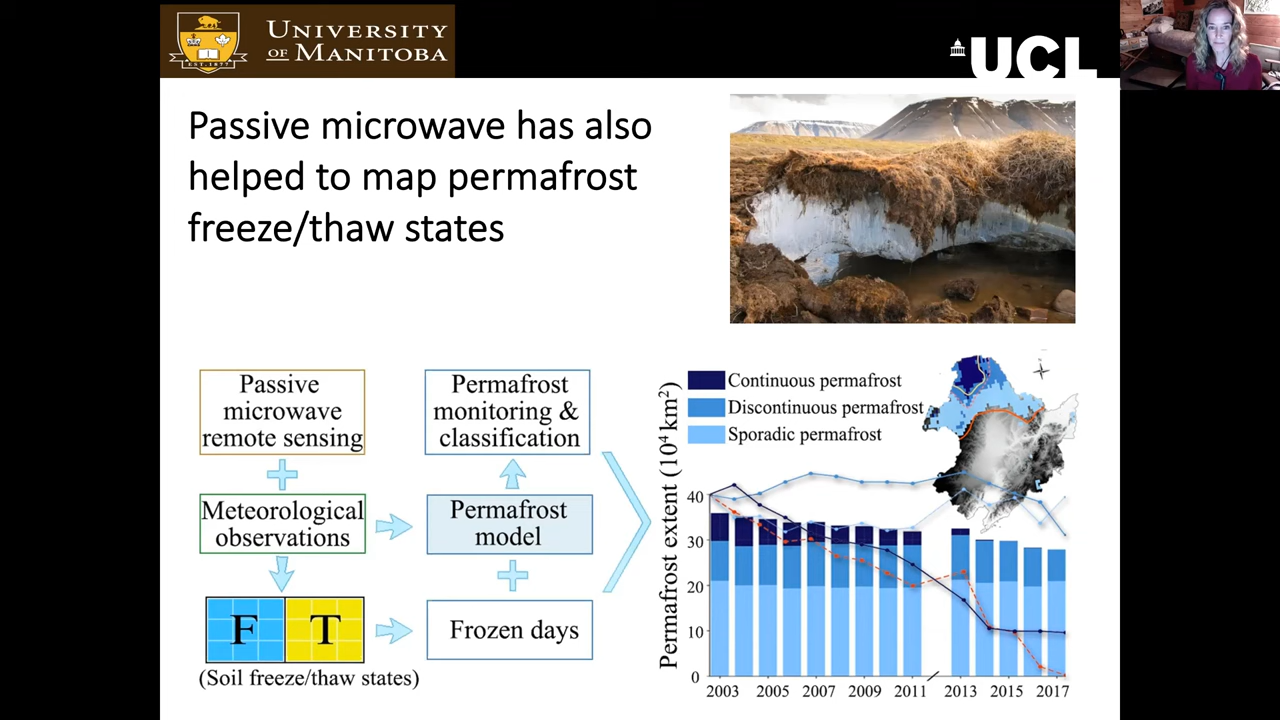 UNIVERSITY
OF MANITOBA
EST. 1877
UCL
Passive microwave has also
helped to map permafrost
freeze/thaw states
Passive
microwave
remote sensing
Meteorological
observations
F T
(Soil freeze/thaw states)
Permafrost
monitoring &
classification
Permafrost
model
Frozen days
Permafrost extent (10⁴ km²)
Continuous permafrost
Discontinuous permafrost
Sporadic permafrost
40
30
20
10
0
2003 2005 2007 2009 2011 2013 2015 2017